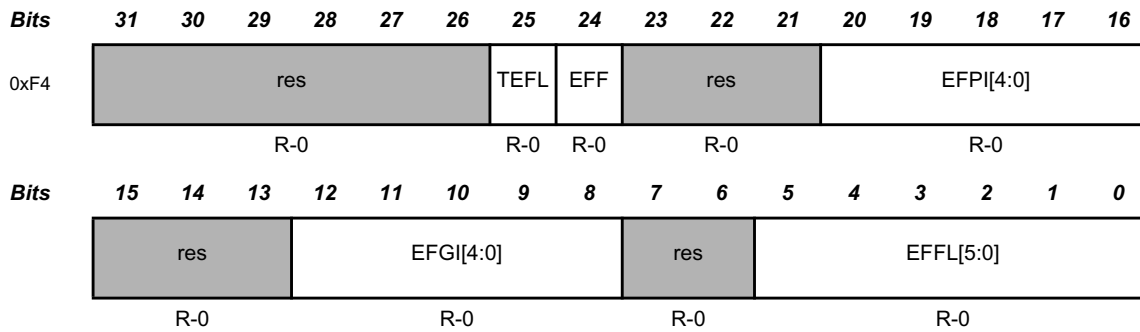 Bits 31 30 29 28 27 26 25 24 23 22 21 20 19 18 17 16
0xF4 res TEFL EFF res EFPI[4:0]
R-0 R-0 R-0 R-0 R-0
Bits 15 14 13 12 11 10 9 8 7 6 5 4 3 2 1 0
res EFGI[4:0] res EFFL[5:0]
R-0 R-0 R-0 R-0